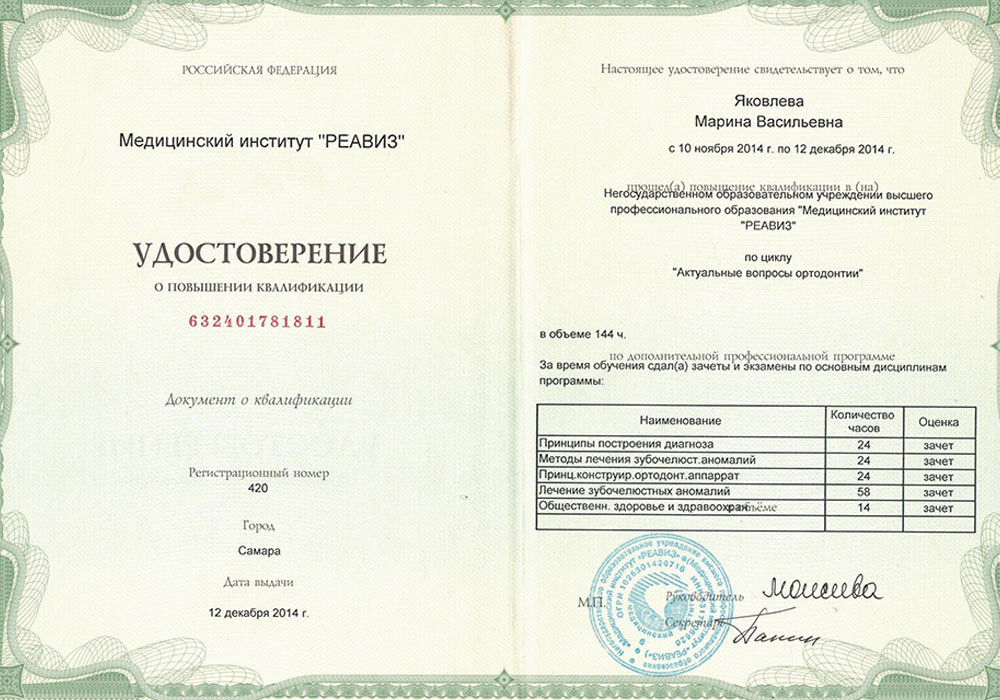 РОССИЙСКАЯ ФЕДЕРАЦИЯ
Медицинский институт "РЕАВИЗ"
УДОСТОВЕРЕНИЕ
О ПОВЫШЕНИИ КВАЛИФИКАЦИИ
632401781811
Документ о квалификации
Регистрационный номер
420
Город
Самара
Дата выдачи
12 декабря 2014 г.
Настоящее удостоверение свидетельствует о том, что
Яковлева
Марина Васильевна
с 10 ноября 2014 г. по 12 декабря 2014 г.
прошел(а) повышение квалификации в (на)
Негосударственном образовательном учреждении высшего
профессионального образования "Медицинский институт
"РЕАВИЗ"
по циклу
"Актуальные вопросы ортодонтии"
в объеме 144 ч.
по дополнительной профессиональной программе
За время обучения сдал(а) зачеты и экзамены по основным дисциплинам
программы:
Наименование Количество часов Оценка
Принципы построения диагноза 24 зачет
Методы лечения зубочелюст.аномалий 24 зачет
Принц.конструир.ортодонт.аппарат 24 зачет
Лечение зубочелюстных аномалий 58 зачет
Общественн. здоровье и здравоохран 14 зачет
в объёме
М.П.
Руководитель
Секретарь